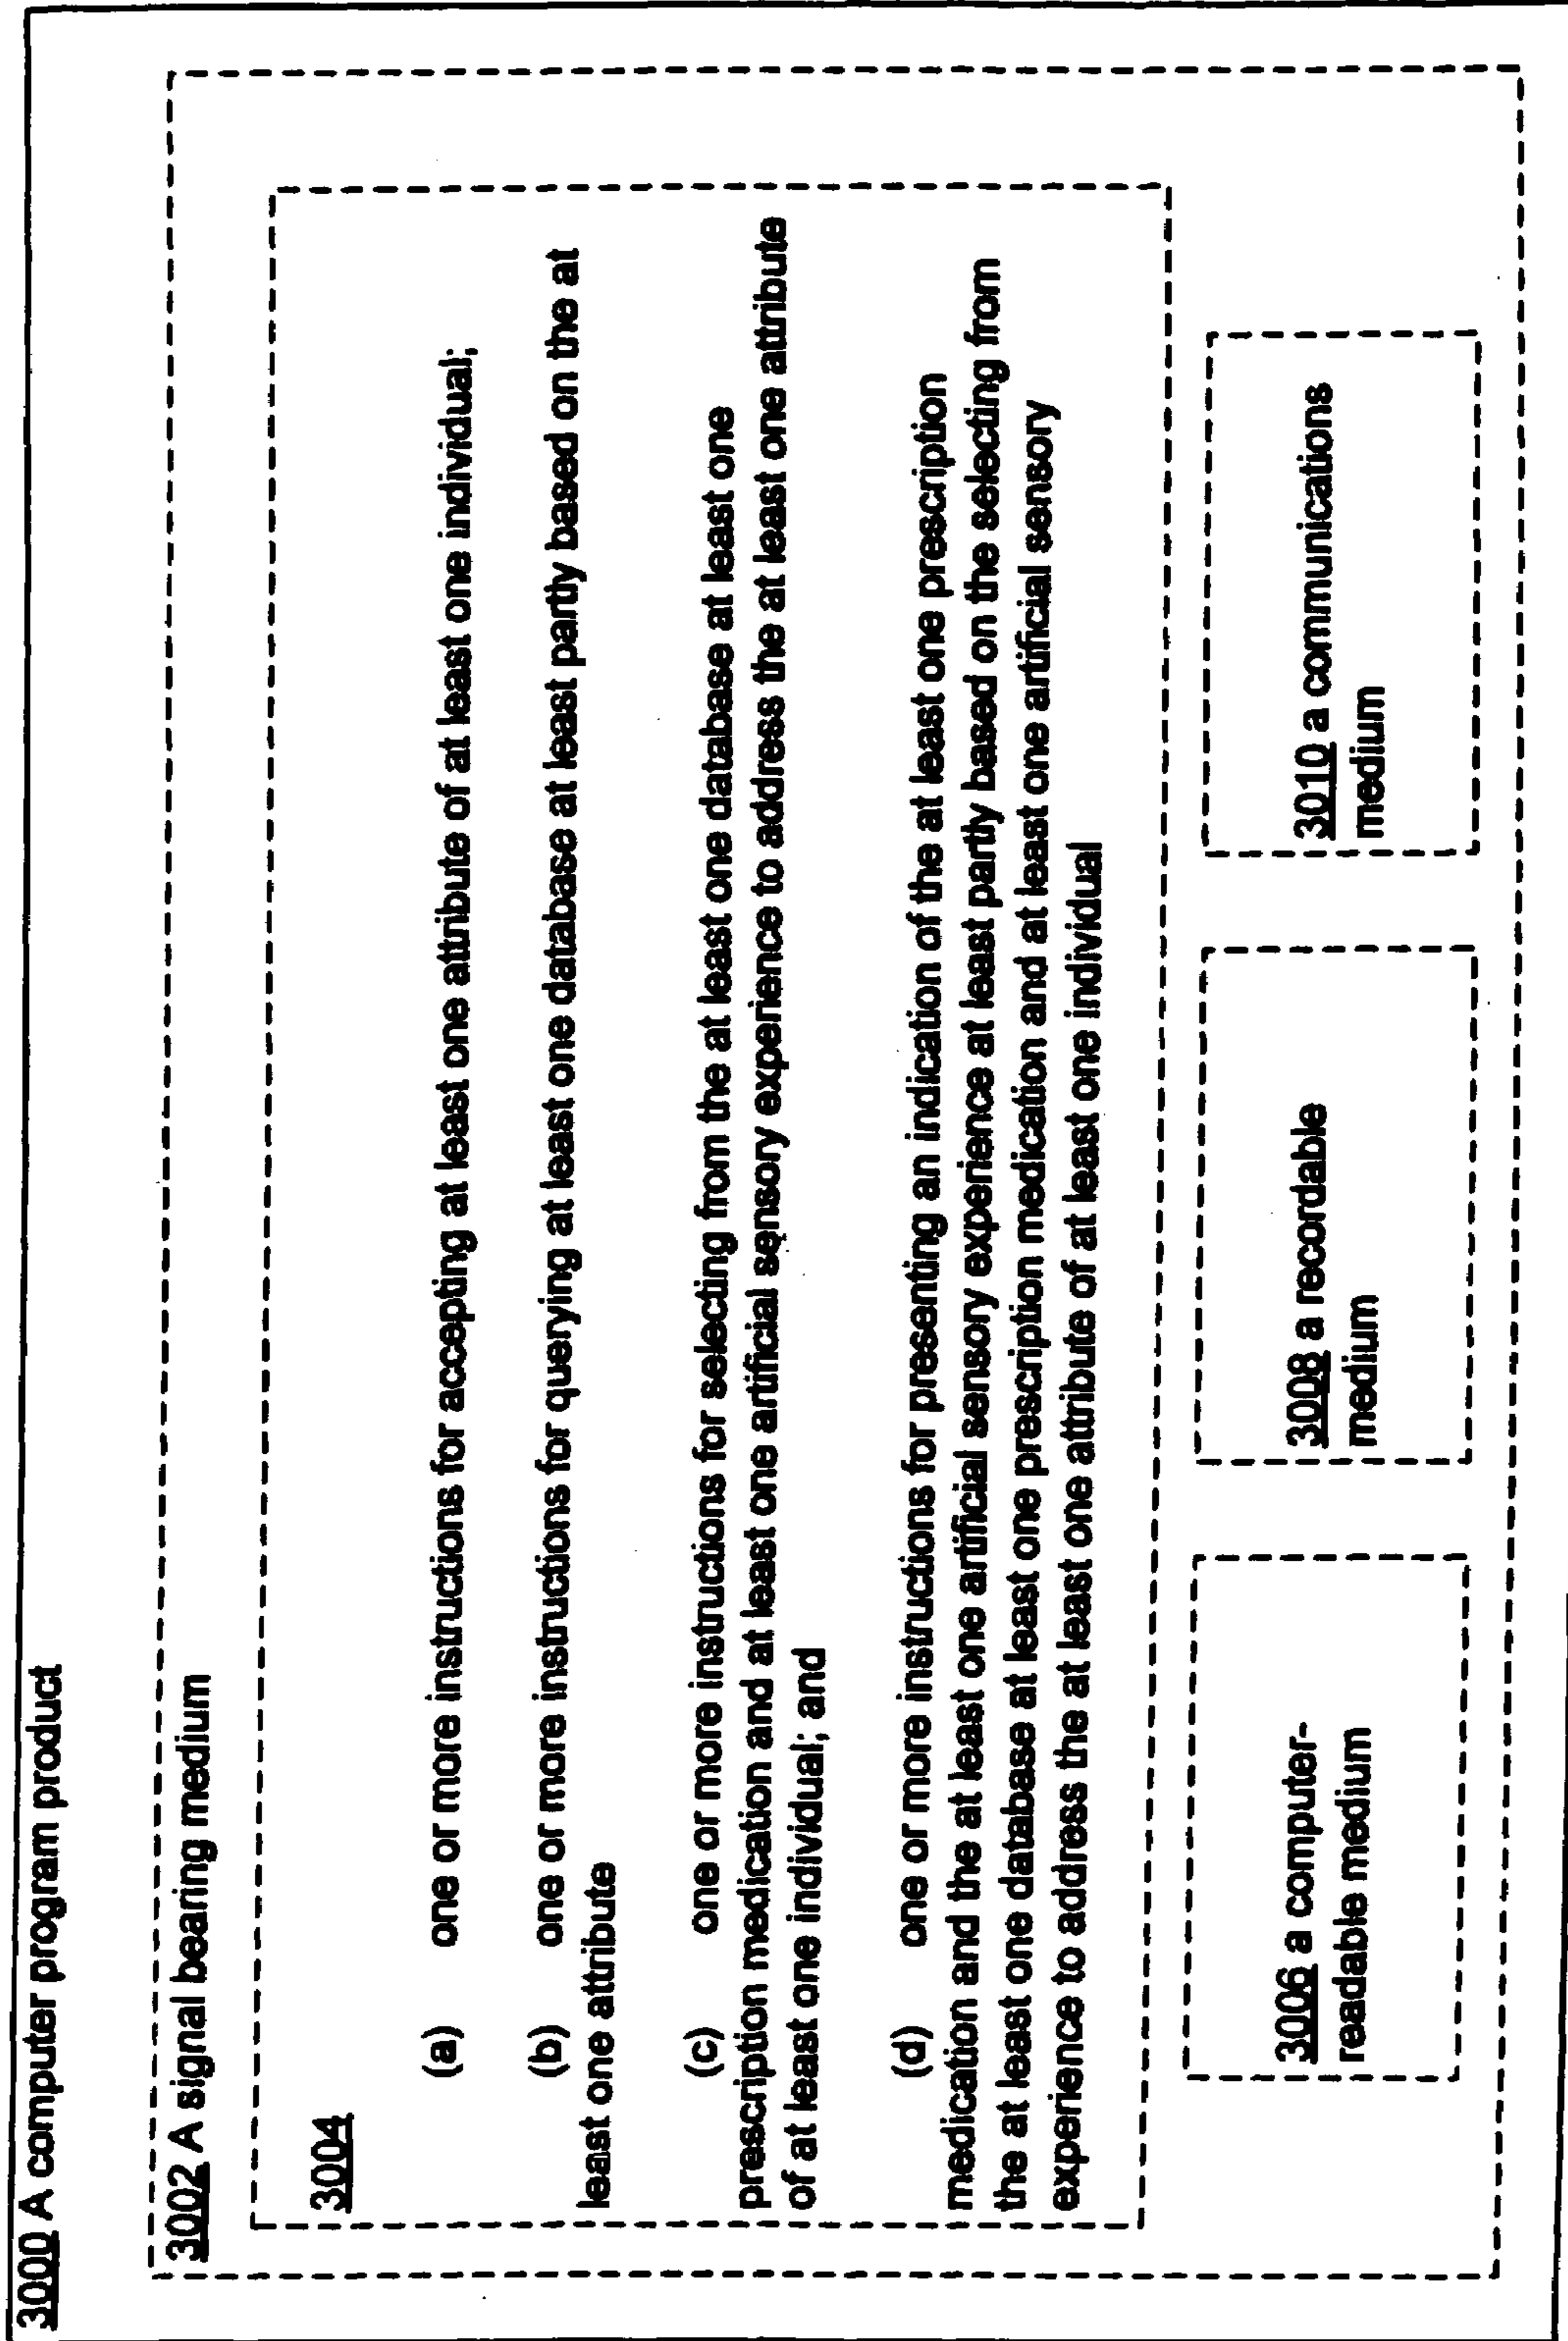 3000 A computer program product
3002 A signal bearing medium
3004
(a) one or more instructions for accepting at least one attribute of at least one individual;
(b) one or more instructions for querying at least one database at least partly based on the at
least one attribute
(c) one or more instructions for selecting from the at least one database at least one
prescription medication and at least one artificial sensory experience to address the at least one attribute
of at least one individual; and
(d) one or more instructions for presenting an indication of the at least one prescription
medication and the at least one artificial sensory experience at least partly based on the selecting from
the at least one database at least one prescription medication and at least one artificial sensory
experience to address the at least one attribute of at least one individual
3006 a computer-
readable medium
3008 a recordable
medium
3010 a communications
medium